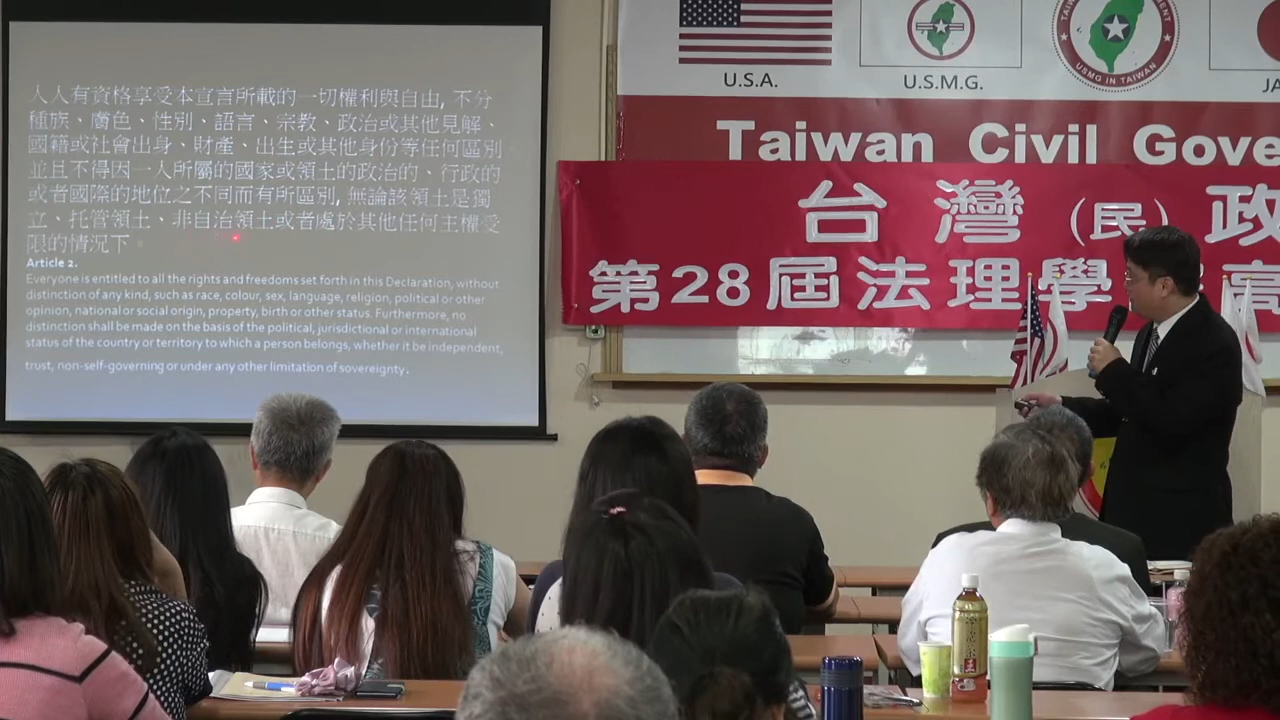 人人有資格享受本宣言所載的一切權利與自由, 不分
種族、膚色、性別、語言、宗教、政治或其他見解、
國籍或社會出身、財產、出生或其他身份等任何區別
並且不得因一人所屬的國家或領土的政治的、行政的
或者國際的地位之不同而有所區別, 無論該領土是獨
立、托管領土、非自治領土或者處於其他任何主權受
限的情況下。
Article 2.
Everyone is entitled to all the rights and freedoms set forth in this Declaration, without
distinction of any kind, such as race, colour, sex, language, religion, political or other
opinion, national or social origin, property, birth or other status. Furthermore, no
distinction shall be made on the basis of the political, jurisdictional or international
status of the country or territory to which a person belongs, whether it be independent,
trust, non-self-governing or under any other limitation of sovereignty.
U.S.A.
U.S.M.G.
USMG IN TAIWAN
JA
Taiwan Civil Gove
台灣（民）政
第28屆法理學 高